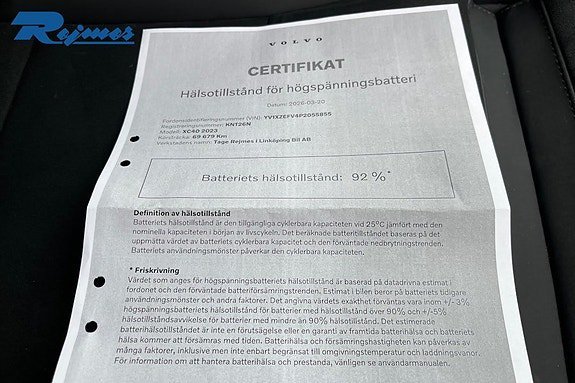 Rejmes
VOLVO
CERTIFIKAT
Hälsotillstånd för högspänningsbatteri
Datum: 2026-03-20
Fordonsidentifieringsnummer (VIN): YV1XZEFV4P2055855
Registreringsnummer: KNT26N
Modell: XC40 2023
Körsträcka: 69 679 Km
Verkstadens namn: Tage Rejmes i Linköping Bil AB
Batteriets hälsotillstånd: 92 %*
Definition av hälsotillstånd
Batteriets hälsotillstånd är den tillgängliga cyklerbara kapaciteten vid 25°C jämfört med den
nominella kapaciteten i början av livscykeln. Det beräknade batteritillståndet baseras på det
uppmätta värdet av batteriets cyklerbara kapacitet och den förväntade nedbrytningstrenden.
Batteriets användningsmönster påverkar den cyklerbara kapaciteten.
* Friskrivning
Värdet som anges för högspänningsbatteriets hälsotillstånd är baserad på datadrivna estimat i
fordonet och den förväntade batteriförsämringstrenden. Estimat i bilen beror på batteriets tidigare
användningsmönster och andra faktorer. Det angivna värdets exakthet förväntas vara inom +/- 3%
högspänningsbatteriets hälsotillstånd för batterier med hälsotillstånd över 90% och +/-5%
hälsotillståndsavvikelse för batterier med mindre än 90% hälsotillstånd. Det estimerade
batterihälsotillståndet är inte en förutsägelse eller en garanti av framtida batterihälsa och batteriets
hälsa kommer att försämras med tiden. Batterihälsa och försämringshastigheten kan påverkas av
många faktorer, inklusive men inte enbart begränsat till omgivningstemperatur och laddningsvanor.
För information om att hantera batterihälsa och prestanda, vänligen se användarmanualen.